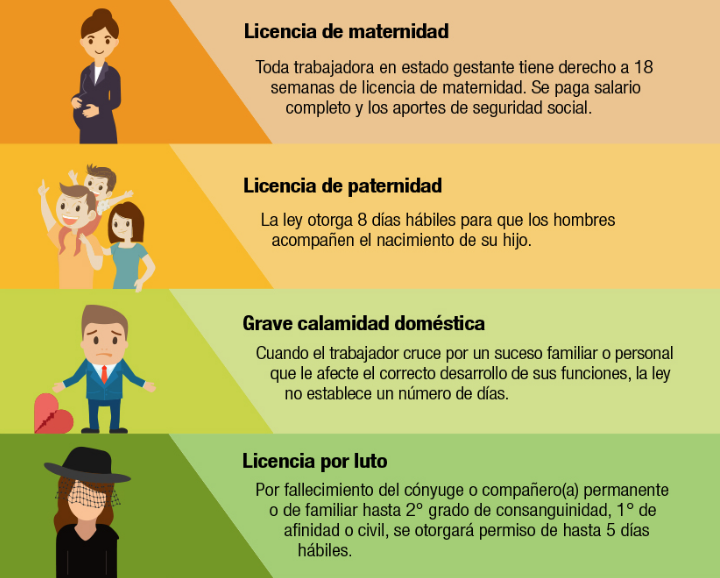 Licencia de maternidad
Toda trabajadora en estado gestante tiene derecho a 18
semanas de licencia de maternidad. Se paga salario
completo y los aportes de seguridad social.
Licencia de paternidad
La ley otorga 8 días hábiles para que los hombres
acompañen el nacimiento de su hijo.
Grave calamidad doméstica
Cuando el trabajador cruce por un suceso familiar o personal
que le afecte el correcto desarrollo de sus funciones, la ley
no establece un número de días.
Licencia por luto
Por fallecimiento del cónyuge o compañero(a) permanente
o de familiar hasta 2° grado de consanguinidad, 1° de
afinidad o civil, se otorgará permiso de hasta 5 días
hábiles.